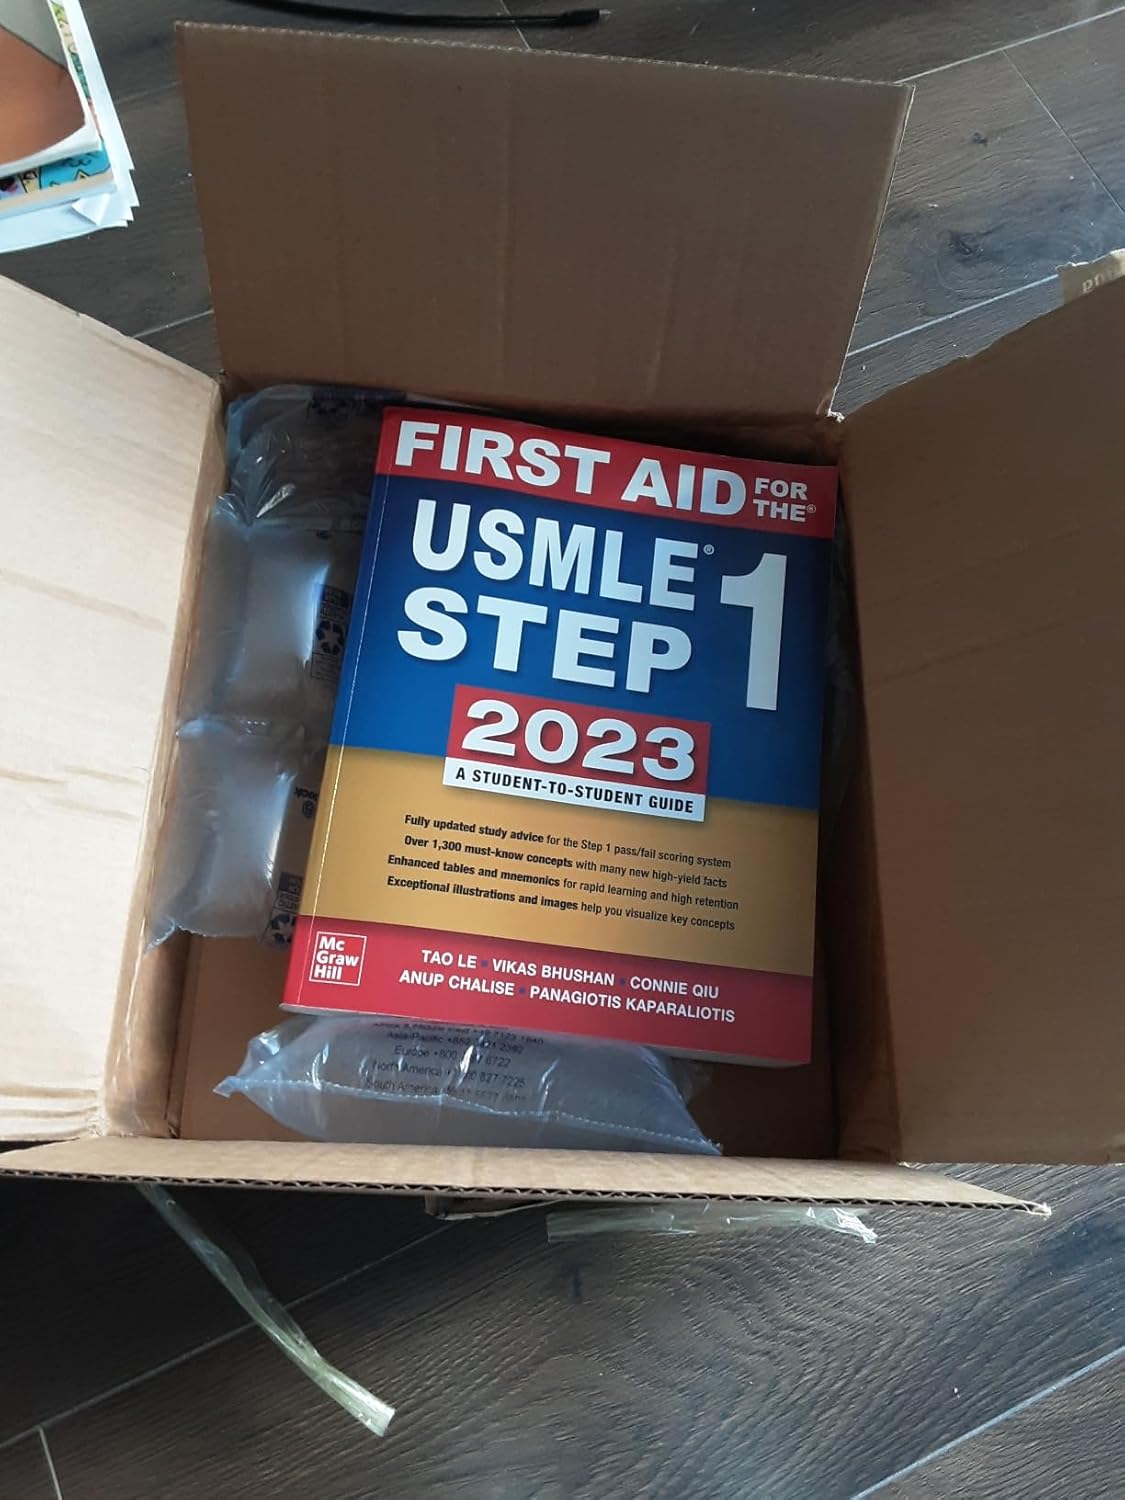 FIRST AID FOR THE®
USMLE®
STEP 1
2023
A STUDENT-TO-STUDENT GUIDE
Fully updated study advice for the Step 1 pass/fail scoring system
Over 1,300 must-know concepts with many new high-yield facts
Enhanced tables and mnemonics for rapid learning and high retention
Exceptional illustrations and images help you visualize key concepts
Mc
Graw
Hill
TAO LE ▪ VIKAS BHUSHAN ▪ CONNIE QIU
ANUP CHALISE ▪ PANAGIOTIS KAPARALIOTIS
Asia/Pacific
Europe +800
North America
South America